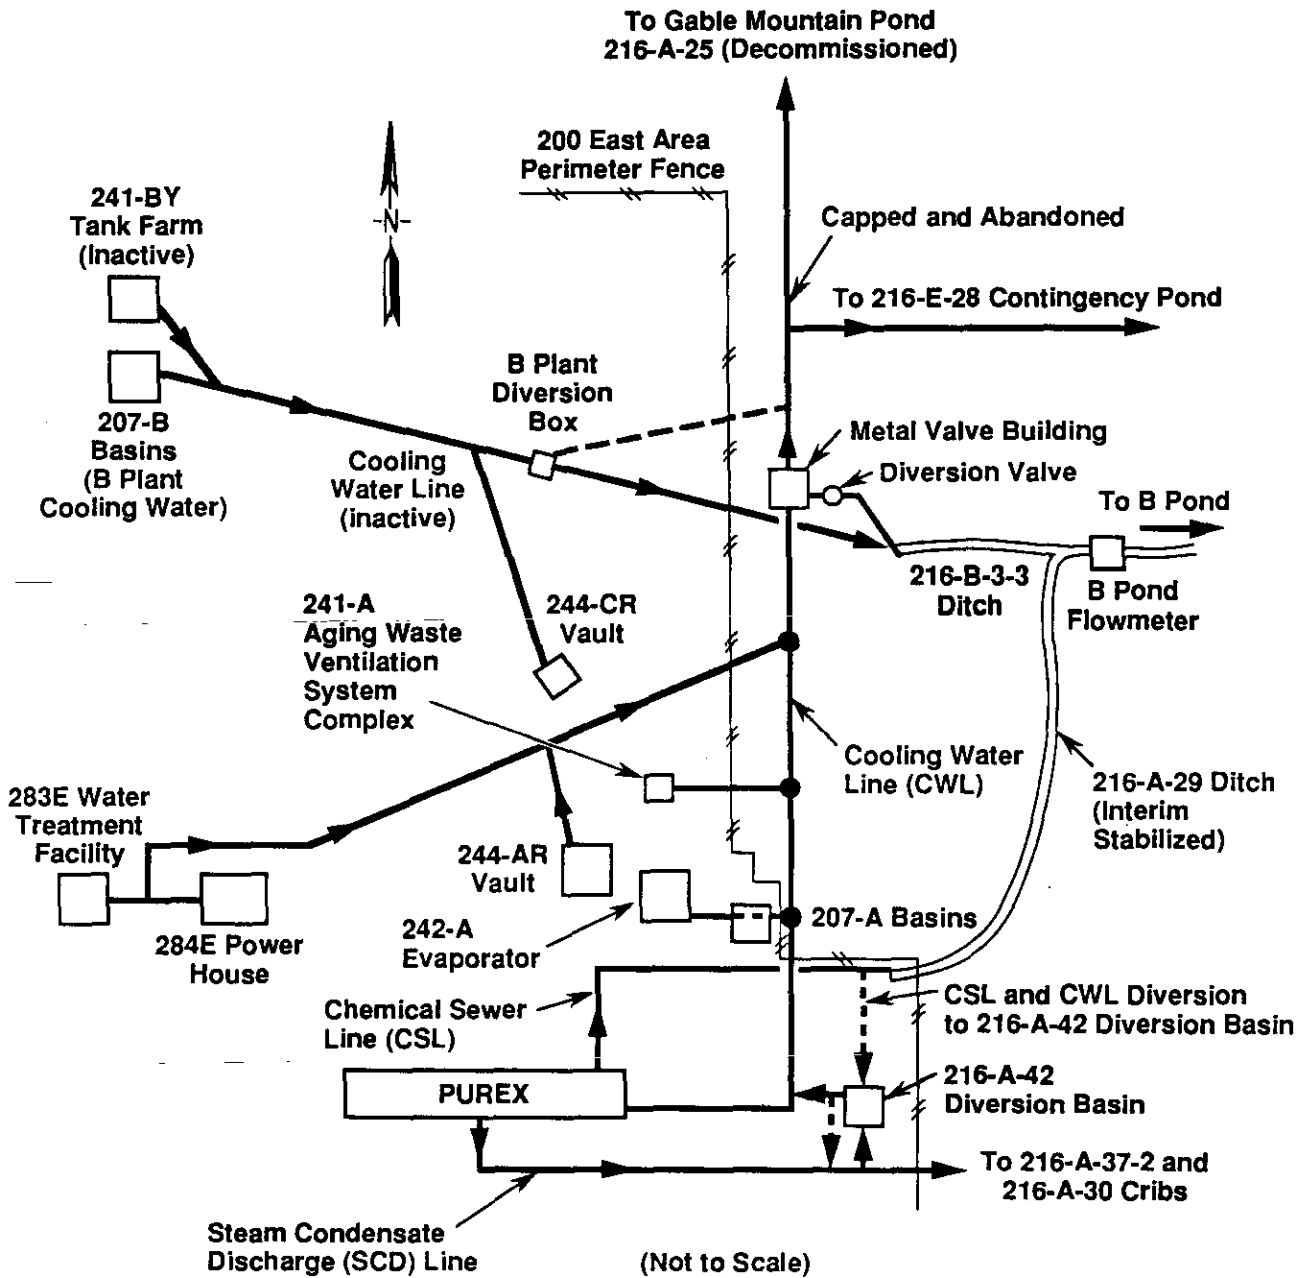 To Gable Mountain Pond
216-A-25 (Decommissioned)
200 East Area
Perimeter Fence
241-BY
Tank Farm
(Inactive)
-N-
Capped and Abandoned
To 216-E-28 Contingency Pond
B Plant
Diversion
Box
207-B
Basins
(B Plant
Cooling Water)
Cooling
Water Line
(inactive)
Metal Valve Building
Diversion Valve
To B Pond
216-B-3-3
Ditch
B Pond
Flowmeter
241-A
Aging Waste
Ventilation
System
Complex
244-CR
Vault
Cooling Water
Line (CWL)
216-A-29 Ditch
(Interim
Stabilized)
283E Water
Treatment
Facility
244-AR
Vault
284E Power
House
242-A
Evaporator
207-A Basins
Chemical Sewer
Line (CSL)
CSL and CWL Diversion
to 216-A-42 Diversion Basin
PUREX
216-A-42
Diversion Basin
To 216-A-37-2 and
216-A-30 Cribs
Steam Condensate
Discharge (SCD) Line
(Not to Scale)